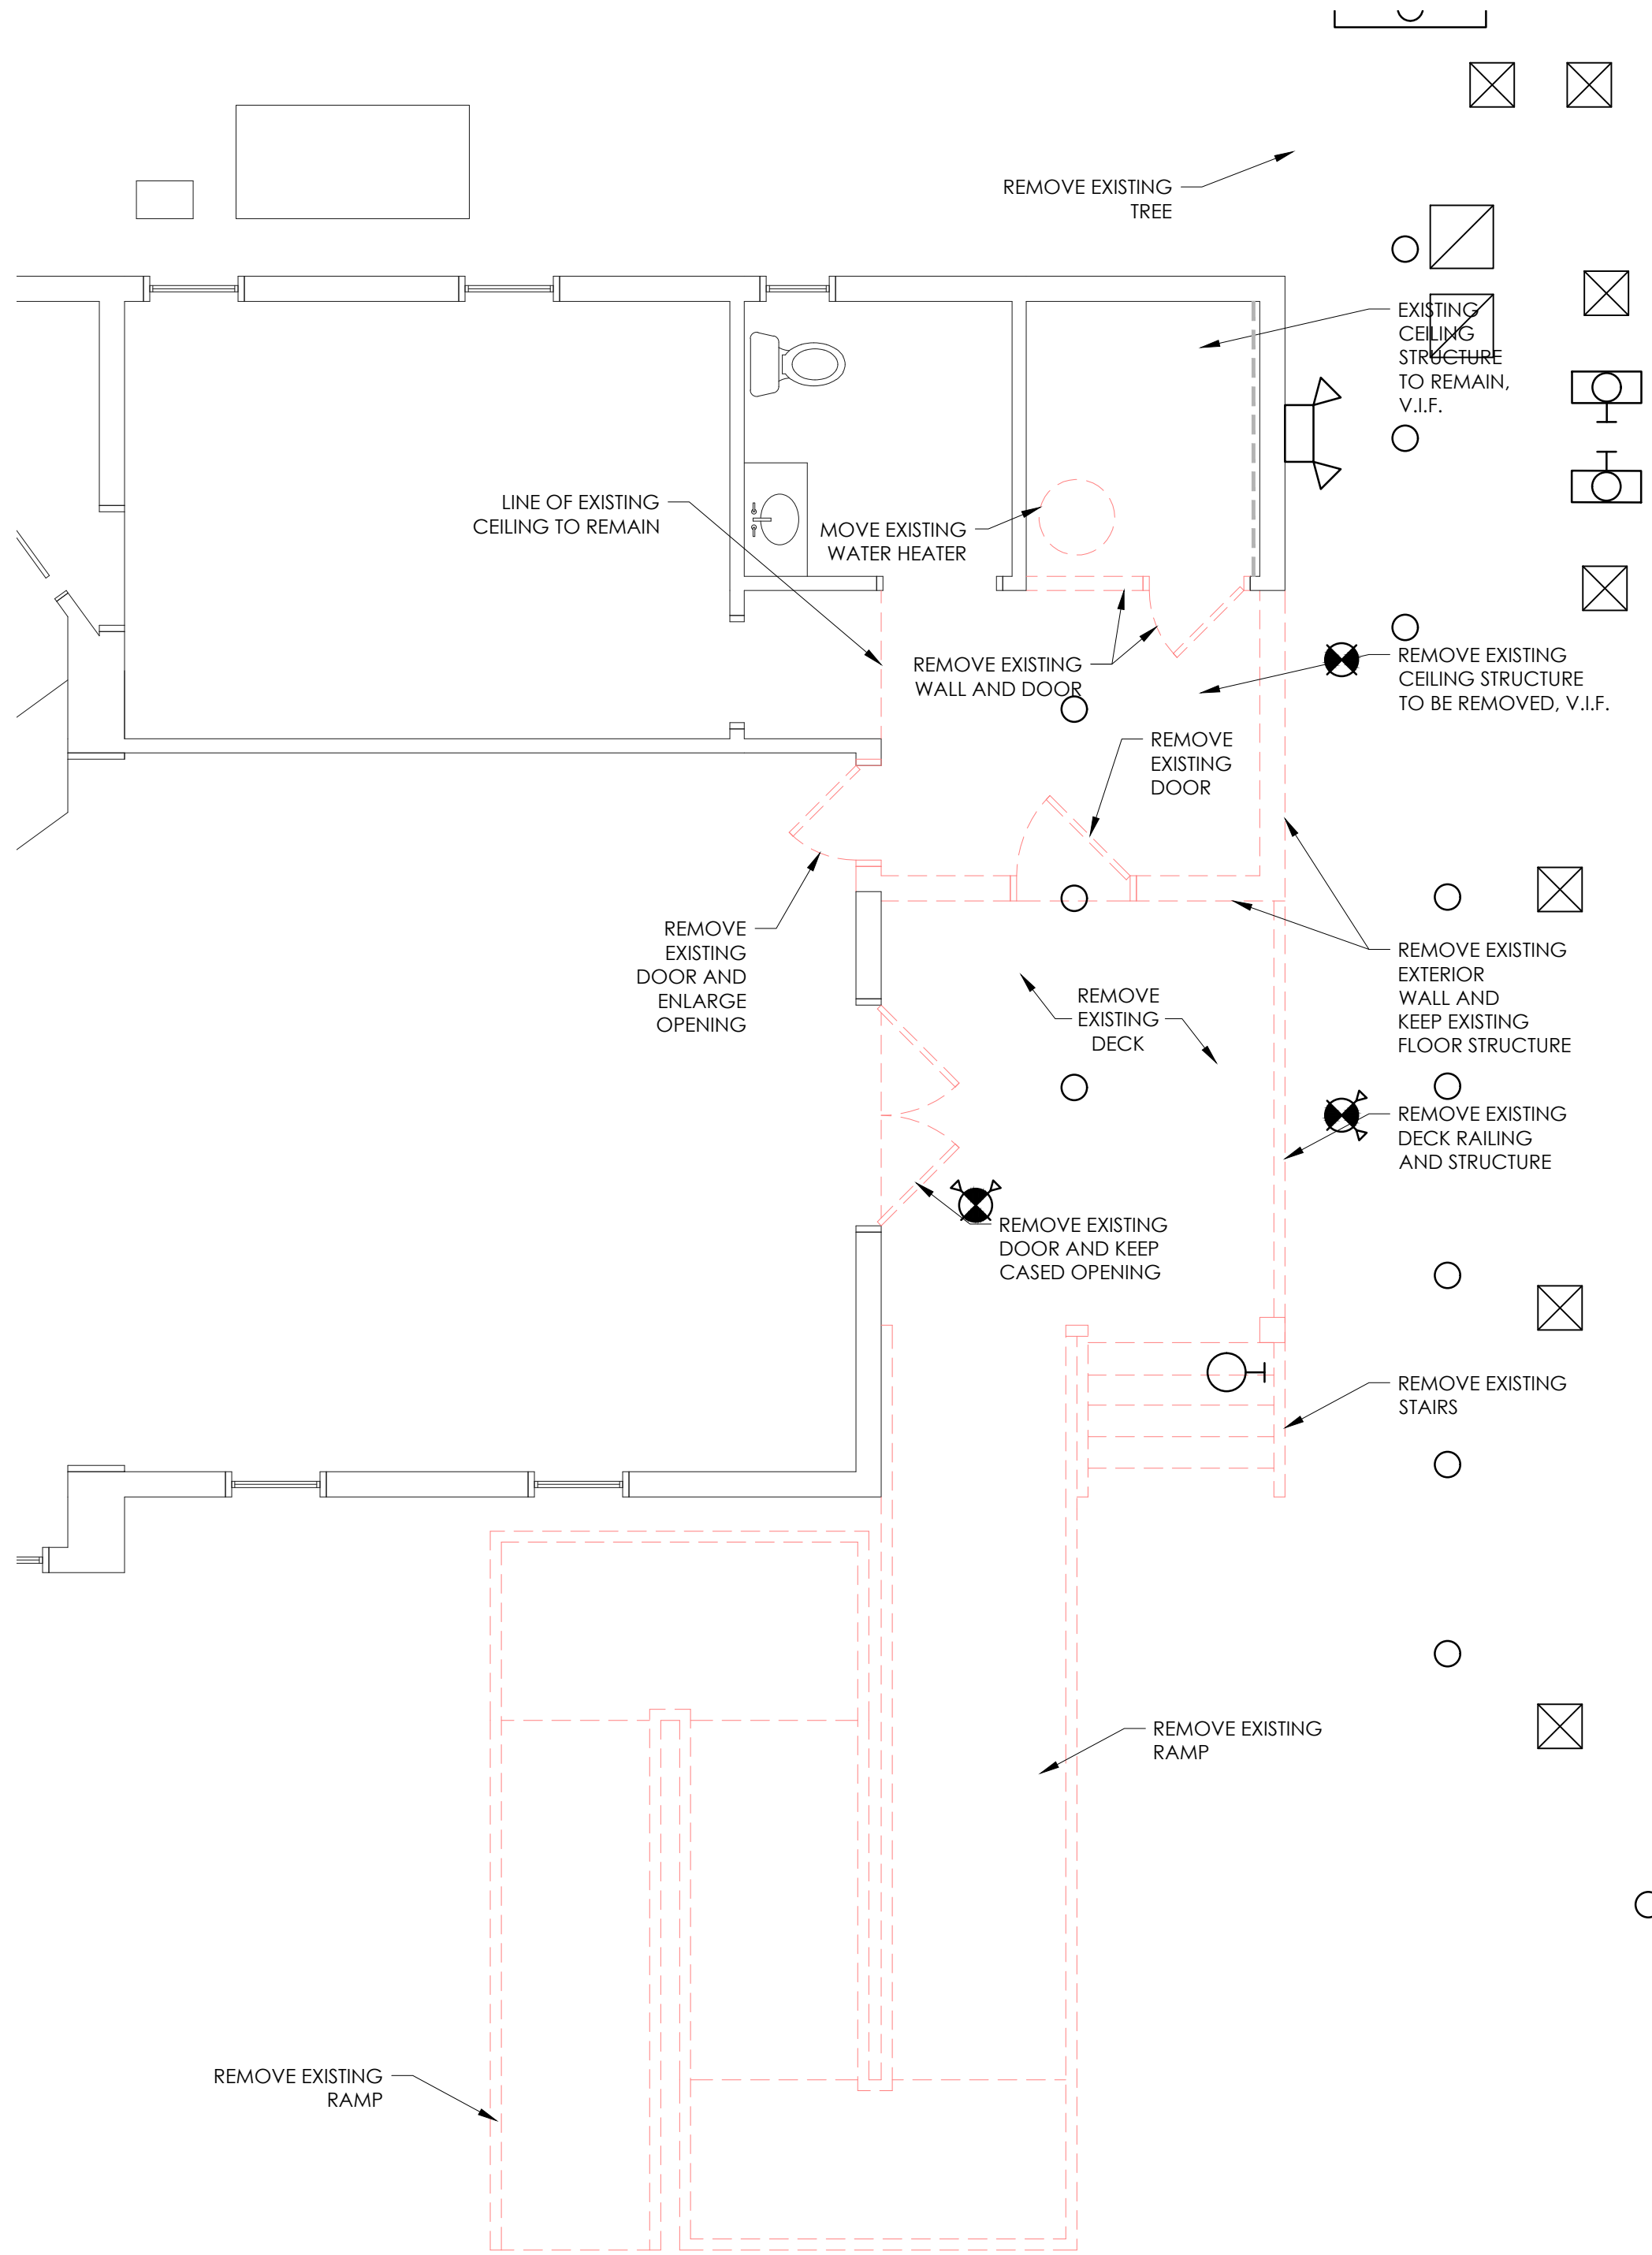 REMOVE EXISTING
TREE
EXISTING
CEILING
STRUCTURE
TO REMAIN,
V.I.F.
LINE OF EXISTING
CEILING TO REMAIN
MOVE EXISTING
WATER HEATER
REMOVE EXISTING
WALL AND DOOR
REMOVE EXISTING
CEILING STRUCTURE
TO BE REMOVED, V.I.F.
REMOVE
EXISTING
DOOR
REMOVE
EXISTING
DOOR AND
ENLARGE
OPENING
REMOVE EXISTING
EXTERIOR
WALL AND
KEEP EXISTING
FLOOR STRUCTURE
REMOVE
EXISTING
DECK
REMOVE EXISTING
DECK RAILING
AND STRUCTURE
REMOVE EXISTING
DOOR AND KEEP
CASED OPENING
REMOVE EXISTING
STAIRS
REMOVE EXISTING
RAMP
REMOVE EXISTING
RAMP